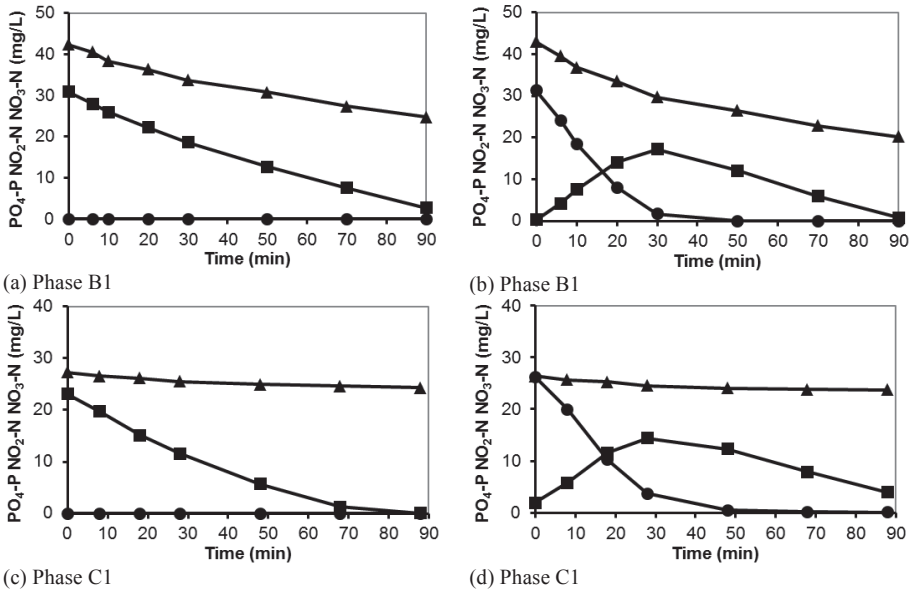 50
40
30
20
10
0
PO₄-P NO₂-N NO₃-N (mg/L)
0 10 20 30 40 50 60 70 80 90
Time (min)
(a) Phase B1
50
40
30
20
10
0
PO₄-P NO₂-N NO₃-N (mg/L)
0 10 20 30 40 50 60 70 80 90
Time (min)
(b) Phase B1
40
30
20
10
0
PO₄-P NO₂-N NO₃-N (mg/L)
0 10 20 30 40 50 60 70 80 90
Time (min)
(c) Phase C1
40
30
20
10
0
PO₄-P NO₂-N NO₃-N (mg/L)
0 10 20 30 40 50 60 70 80 90
Time (min)
(d) Phase C1